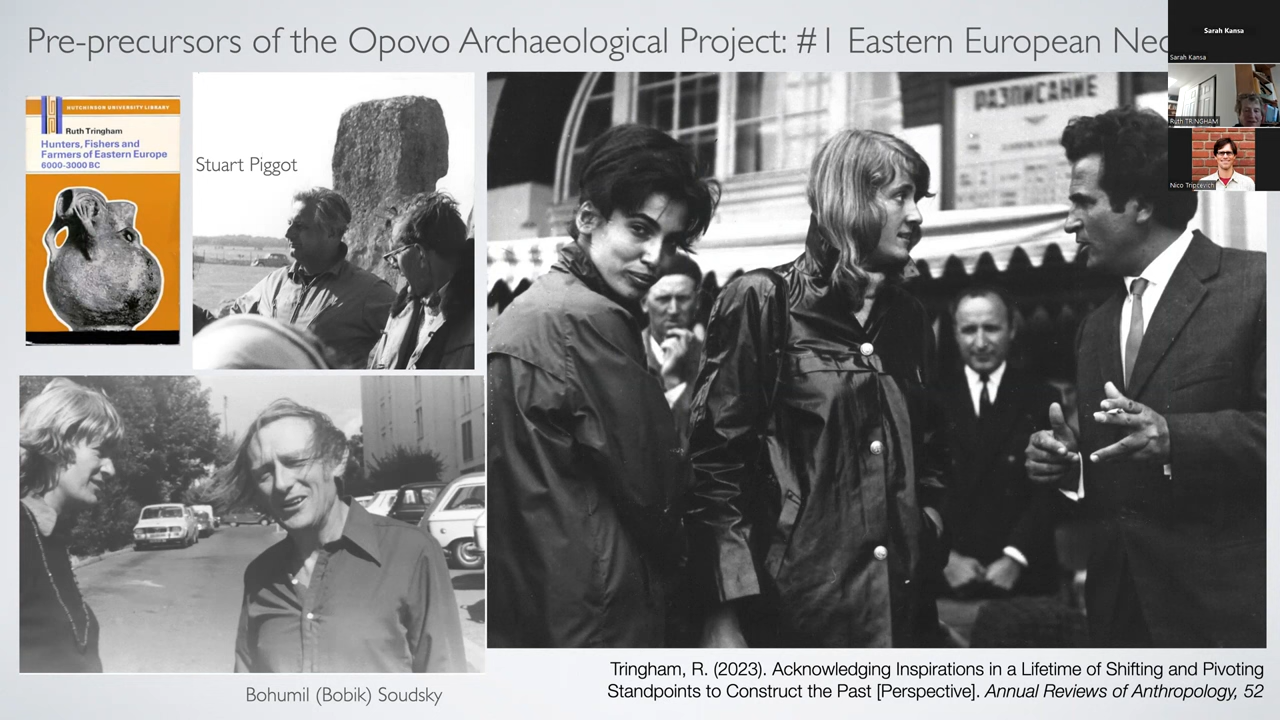 Pre-precursors of the Opovo Archaeological Project: #1 Eastern European Neo
Sarah Kansa
Sarah Kansa
Ruth TRINGHAM
Nico Tripcevich
HUTCHINSON UNIVERSITY LIBRARY
Ruth Tringham
Hunters, Fishers and
Farmers of Eastern Europe
6000-3000 BC
Stuart Piggot
РАЗПИСАНИЕ
Bohumil (Bobik) Soudsky
Tringham, R. (2023). Acknowledging Inspirations in a Lifetime of Shifting and Pivoting
Standpoints to Construct the Past [Perspective]. Annual Reviews of Anthropology, 52